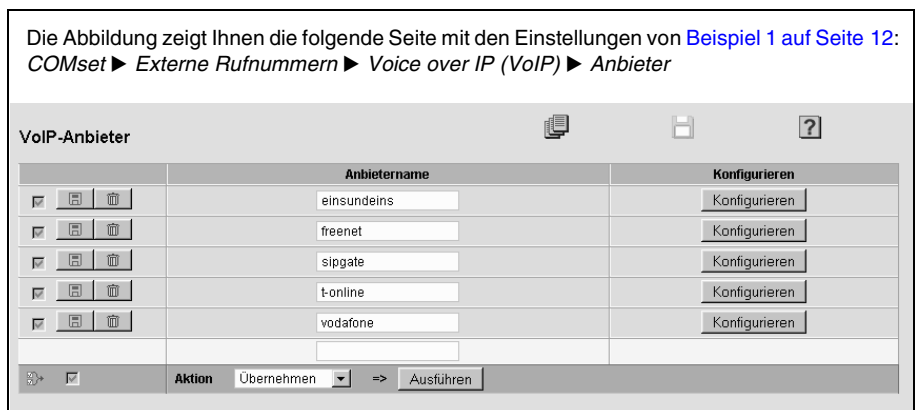 Die Abbildung zeigt Ihnen die folgende Seite mit den Einstellungen von Beispiel 1 auf Seite 12:
COMset ▶ Externe Rufnummern ▶ Voice over IP (VoIP) ▶ Anbieter
VoIP-Anbieter ?
Anbietername Konfigurieren
einsundeins Konfigurieren
freenet Konfigurieren
sipgate Konfigurieren
t-online Konfigurieren
vodafone Konfigurieren
Aktion Übernehmen => Ausführen